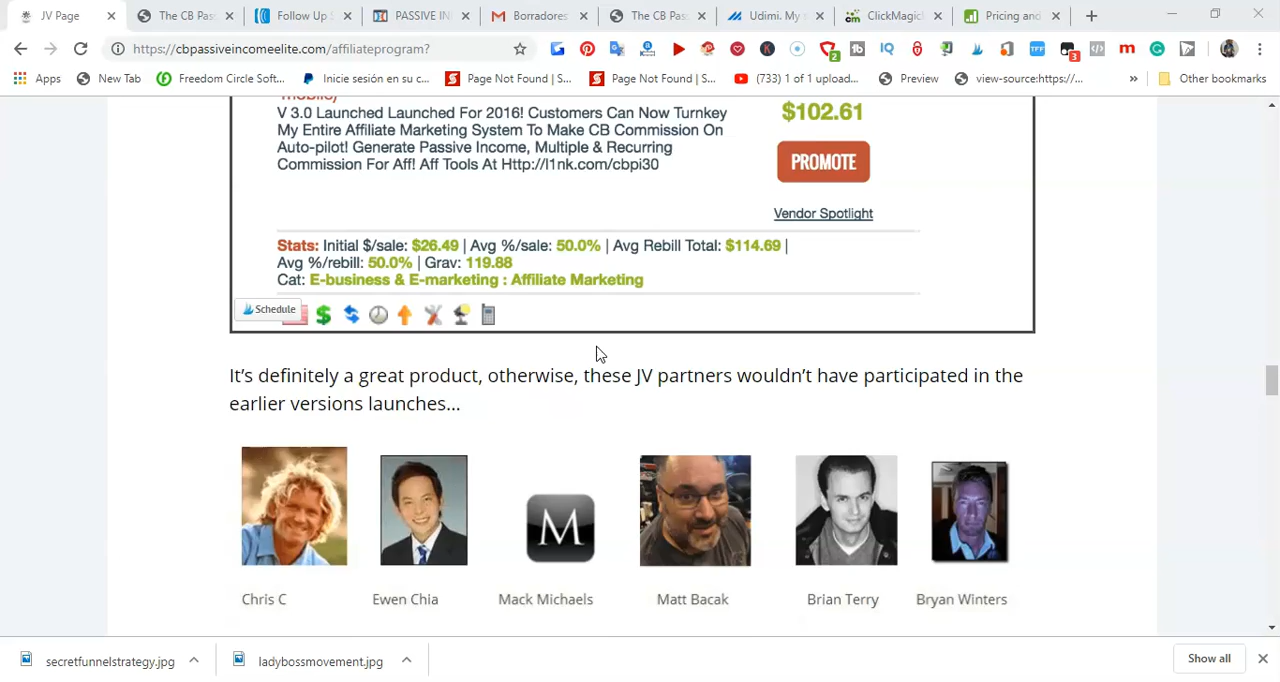 JV Page
The CB Pas
Follow Up S
PASSIVE IN
Borradores
The CB Pas
Udimi. My s
ClickMagicl
Pricing and
https://cbpassiveincomeelite.com/affiliateprogram?
Apps
New Tab
Freedom Circle Soft...
Inicie sesión en su c...
Page Not Found | S...
Page Not Found | S...
(733) 1 of 1 upload...
Preview
view-source:https:/...
Other bookmarks
V 3.0 Launched Launched For 2016! Customers Can Now Turnkey
My Entire Affiliate Marketing System To Make CB Commission On
Auto-pilot! Generate Passive Income, Multiple & Recurring
Commission For Aff! Aff Tools At Http://l1nk.com/cbpi30
$102.61
PROMOTE
Vendor Spotlight
Stats: Initial $/sale: $26.49 | Avg %/sale: 50.0% | Avg Rebill Total: $114.69 |
Avg %/rebill: 50.0% | Grav: 119.88
Cat: E-business & E-marketing : Affiliate Marketing
Schedule
It's definitely a great product, otherwise, these JV partners wouldn't have participated in the
earlier versions launches...
M
Chris C
Ewen Chia
Mack Michaels
Matt Bacak
Brian Terry
Bryan Winters
secretfunnelstrategy.jpg
ladybossmovement.jpg
Show all